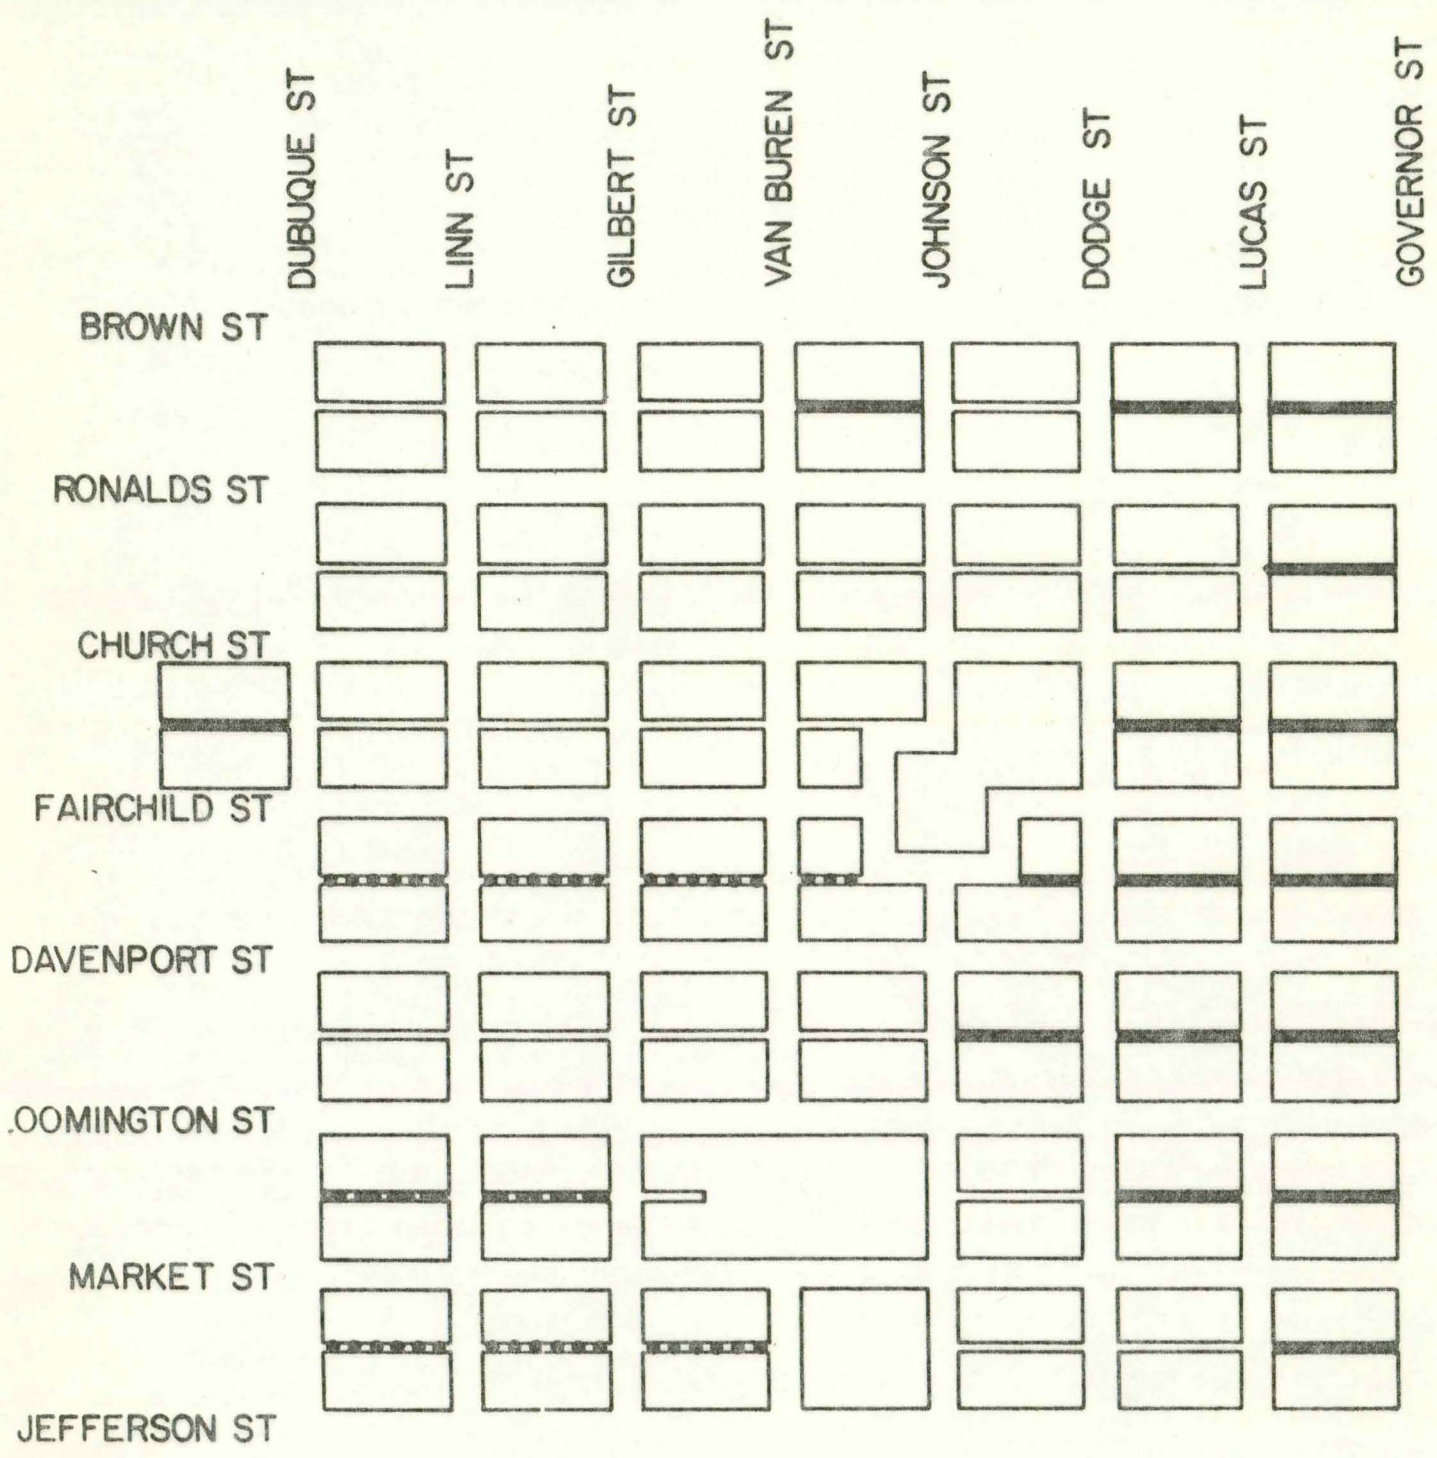 DUBUQUE ST
LINN ST
GILBERT ST
VAN BUREN ST
JOHNSON ST
DODGE ST
LUCAS ST
GOVERNOR ST
BROWN ST
RONALDS ST
CHURCH ST
FAIRCHILD ST
DAVENPORT ST
OOMINGTON ST
MARKET ST
JEFFERSON ST